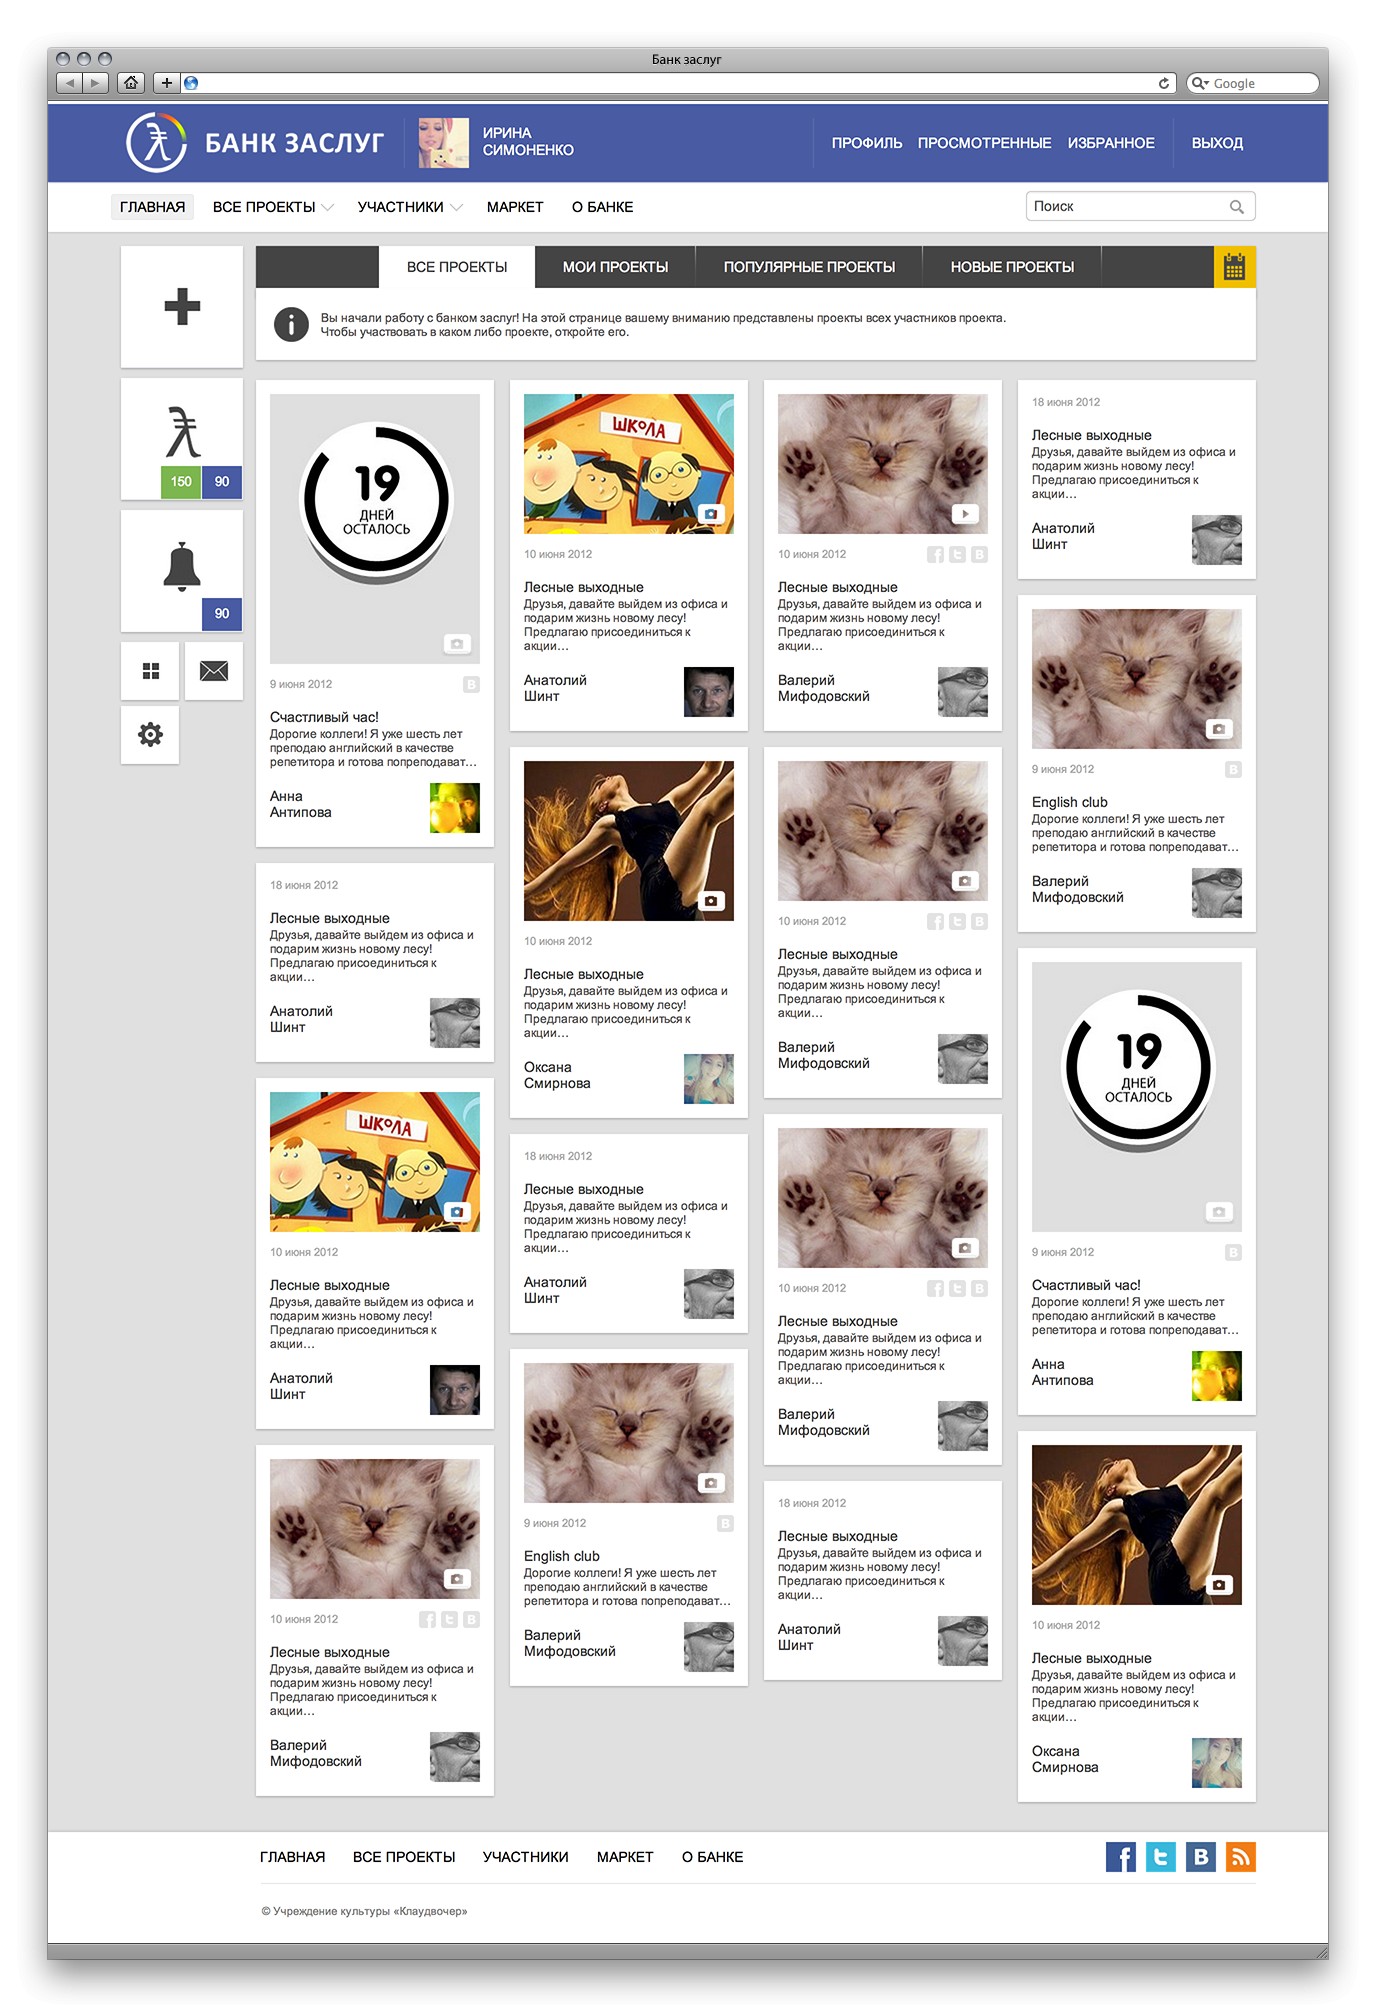 Банк заслуг
Google
БАНК ЗАСЛУГ
ИРИНА
СИМОНЕНКО
ПРОФИЛЬ ПРОСМОТРЕННЫЕ ИЗБРАННОЕ ВЫХОД
ГЛАВНАЯ ВСЕ ПРОЕКТЫ УЧАСТНИКИ МАРКЕТ О БАНКЕ
Поиск
ВСЕ ПРОЕКТЫ МОИ ПРОЕКТЫ ПОПУЛЯРНЫЕ ПРОЕКТЫ НОВЫЕ ПРОЕКТЫ
Вы начали работу с банком заслуг! На этой странице вашему вниманию представлены проекты всех участников проекта.
Чтобы участвовать в каком либо проекте, откройте его.
150 90
90
19
ДНЕЙ
ОСТАЛОСЬ
9 июня 2012
Счастливый час!
Дорогие коллеги! Я уже шесть лет
преподаю английский в качестве
репетитора и готова попреподават...
Анна
Антипова
18 июня 2012
Лесные выходные
Друзья, давайте выйдем из офиса и
подарим жизнь новому лесу!
Предлагаю присоединиться к
акции...
Анатолий
Шинт
ШКОЛА
10 июня 2012
Лесные выходные
Друзья, давайте выйдем из офиса и
подарим жизнь новому лесу!
Предлагаю присоединиться к
акции...
Анатолий
Шинт
10 июня 2012
Лесные выходные
Друзья, давайте выйдем из офиса и
подарим жизнь новому лесу!
Предлагаю присоединиться к
акции...
Валерий
Мифодовский
ШКОЛА
10 июня 2012
Лесные выходные
Друзья, давайте выйдем из офиса и
подарим жизнь новому лесу!
Предлагаю присоединиться к
акции...
Анатолий
Шинт
10 июня 2012
Лесные выходные
Друзья, давайте выйдем из офиса и
подарим жизнь новому лесу!
Предлагаю присоединиться к
акции...
Оксана
Смирнова
18 июня 2012
Лесные выходные
Друзья, давайте выйдем из офиса и
подарим жизнь новому лесу!
Предлагаю присоединиться к
акции...
Анатолий
Шинт
9 июня 2012
English club
Дорогие коллеги! Я уже шесть лет
преподаю английский в качестве
репетитора и готова попреподават...
Валерий
Мифодовский
10 июня 2012
Лесные выходные
Друзья, давайте выйдем из офиса и
подарим жизнь новому лесу!
Предлагаю присоединиться к
акции...
Валерий
Мифодовский
10 июня 2012
Лесные выходные
Друзья, давайте выйдем из офиса и
подарим жизнь новому лесу!
Предлагаю присоединиться к
акции...
Валерий
Мифодовский
10 июня 2012
Лесные выходные
Друзья, давайте выйдем из офиса и
подарим жизнь новому лесу!
Предлагаю присоединиться к
акции...
Валерий
Мифодовский
18 июня 2012
Лесные выходные
Друзья, давайте выйдем из офиса и
подарим жизнь новому лесу!
Предлагаю присоединиться к
акции...
Анатолий
Шинт
18 июня 2012
Лесные выходные
Друзья, давайте выйдем из офиса и
подарим жизнь новому лесу!
Предлагаю присоединиться к
акции...
Анатолий
Шинт
9 июня 2012
English club
Дорогие коллеги! Я уже шесть лет
преподаю английский в качестве
репетитора и готова попреподават...
Валерий
Мифодовский
19
ДНЕЙ
ОСТАЛОСЬ
9 июня 2012
Счастливый час!
Дорогие коллеги! Я уже шесть лет
преподаю английский в качестве
репетитора и готова попреподават...
Анна
Антипова
10 июня 2012
Лесные выходные
Друзья, давайте выйдем из офиса и
подарим жизнь новому лесу!
Предлагаю присоединиться к
акции...
Оксана
Смирнова
ГЛАВНАЯ ВСЕ ПРОЕКТЫ УЧАСТНИКИ МАРКЕТ О БАНКЕ
© Учреждение культуры «Клаудвочер»